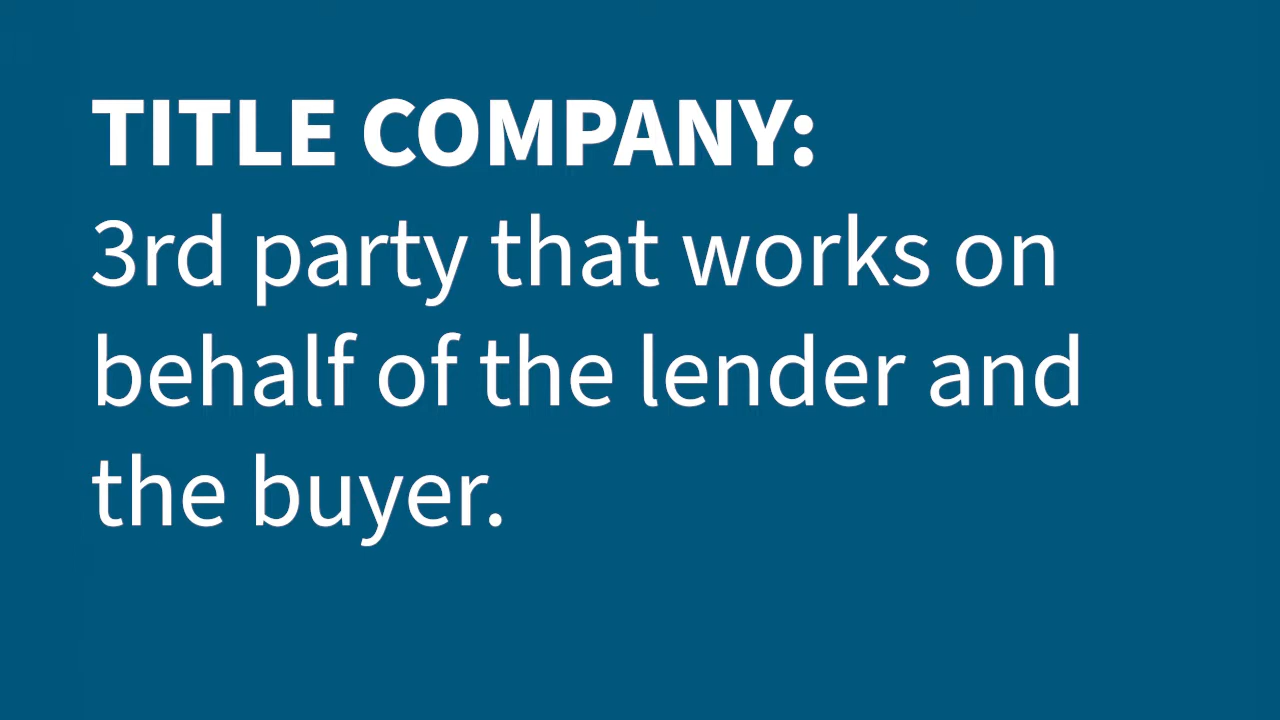 TITLE COMPANY:
3rd party that works on
behalf of the lender and
the buyer.